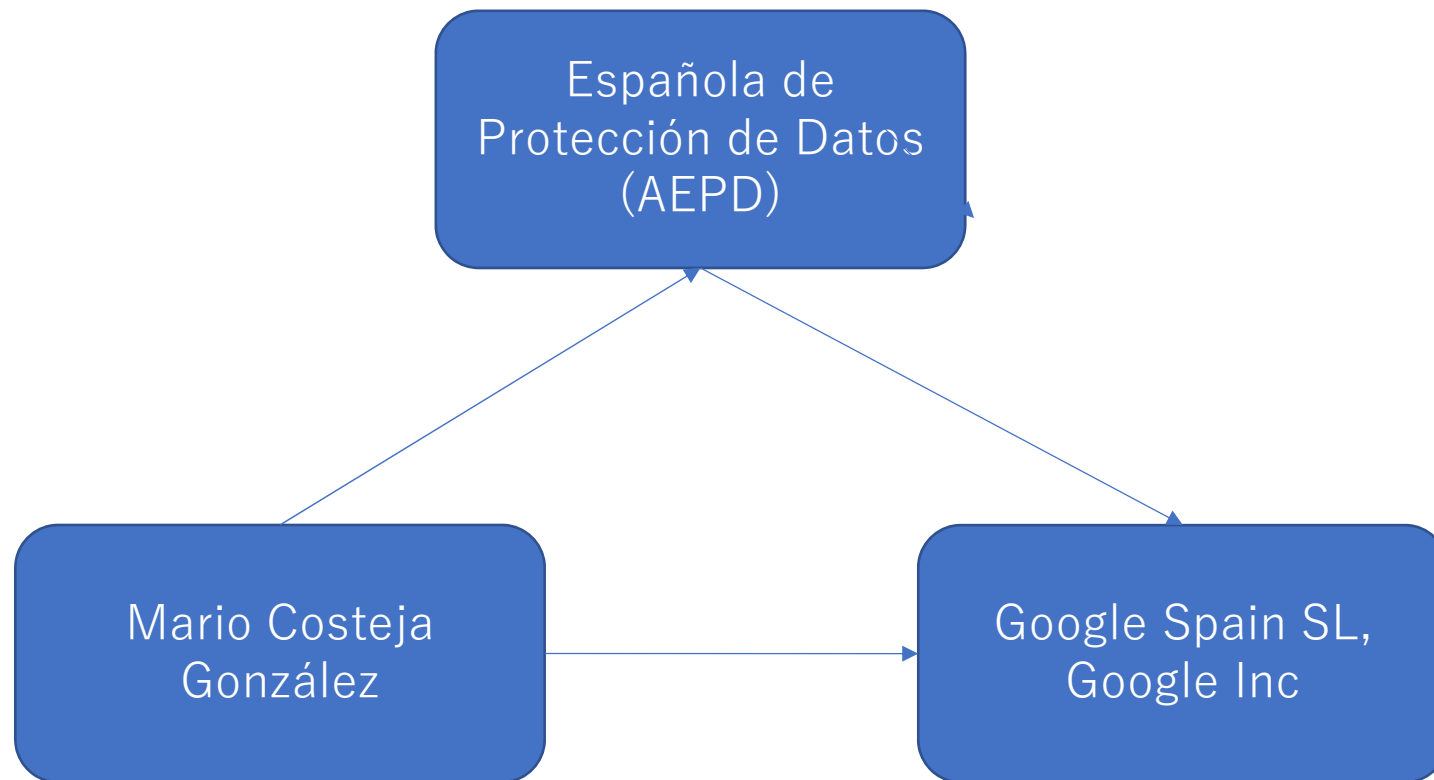 Española de
Protección de Datos
(AEPD)
Mario Costeja
González
Google Spain SL,
Google Inc